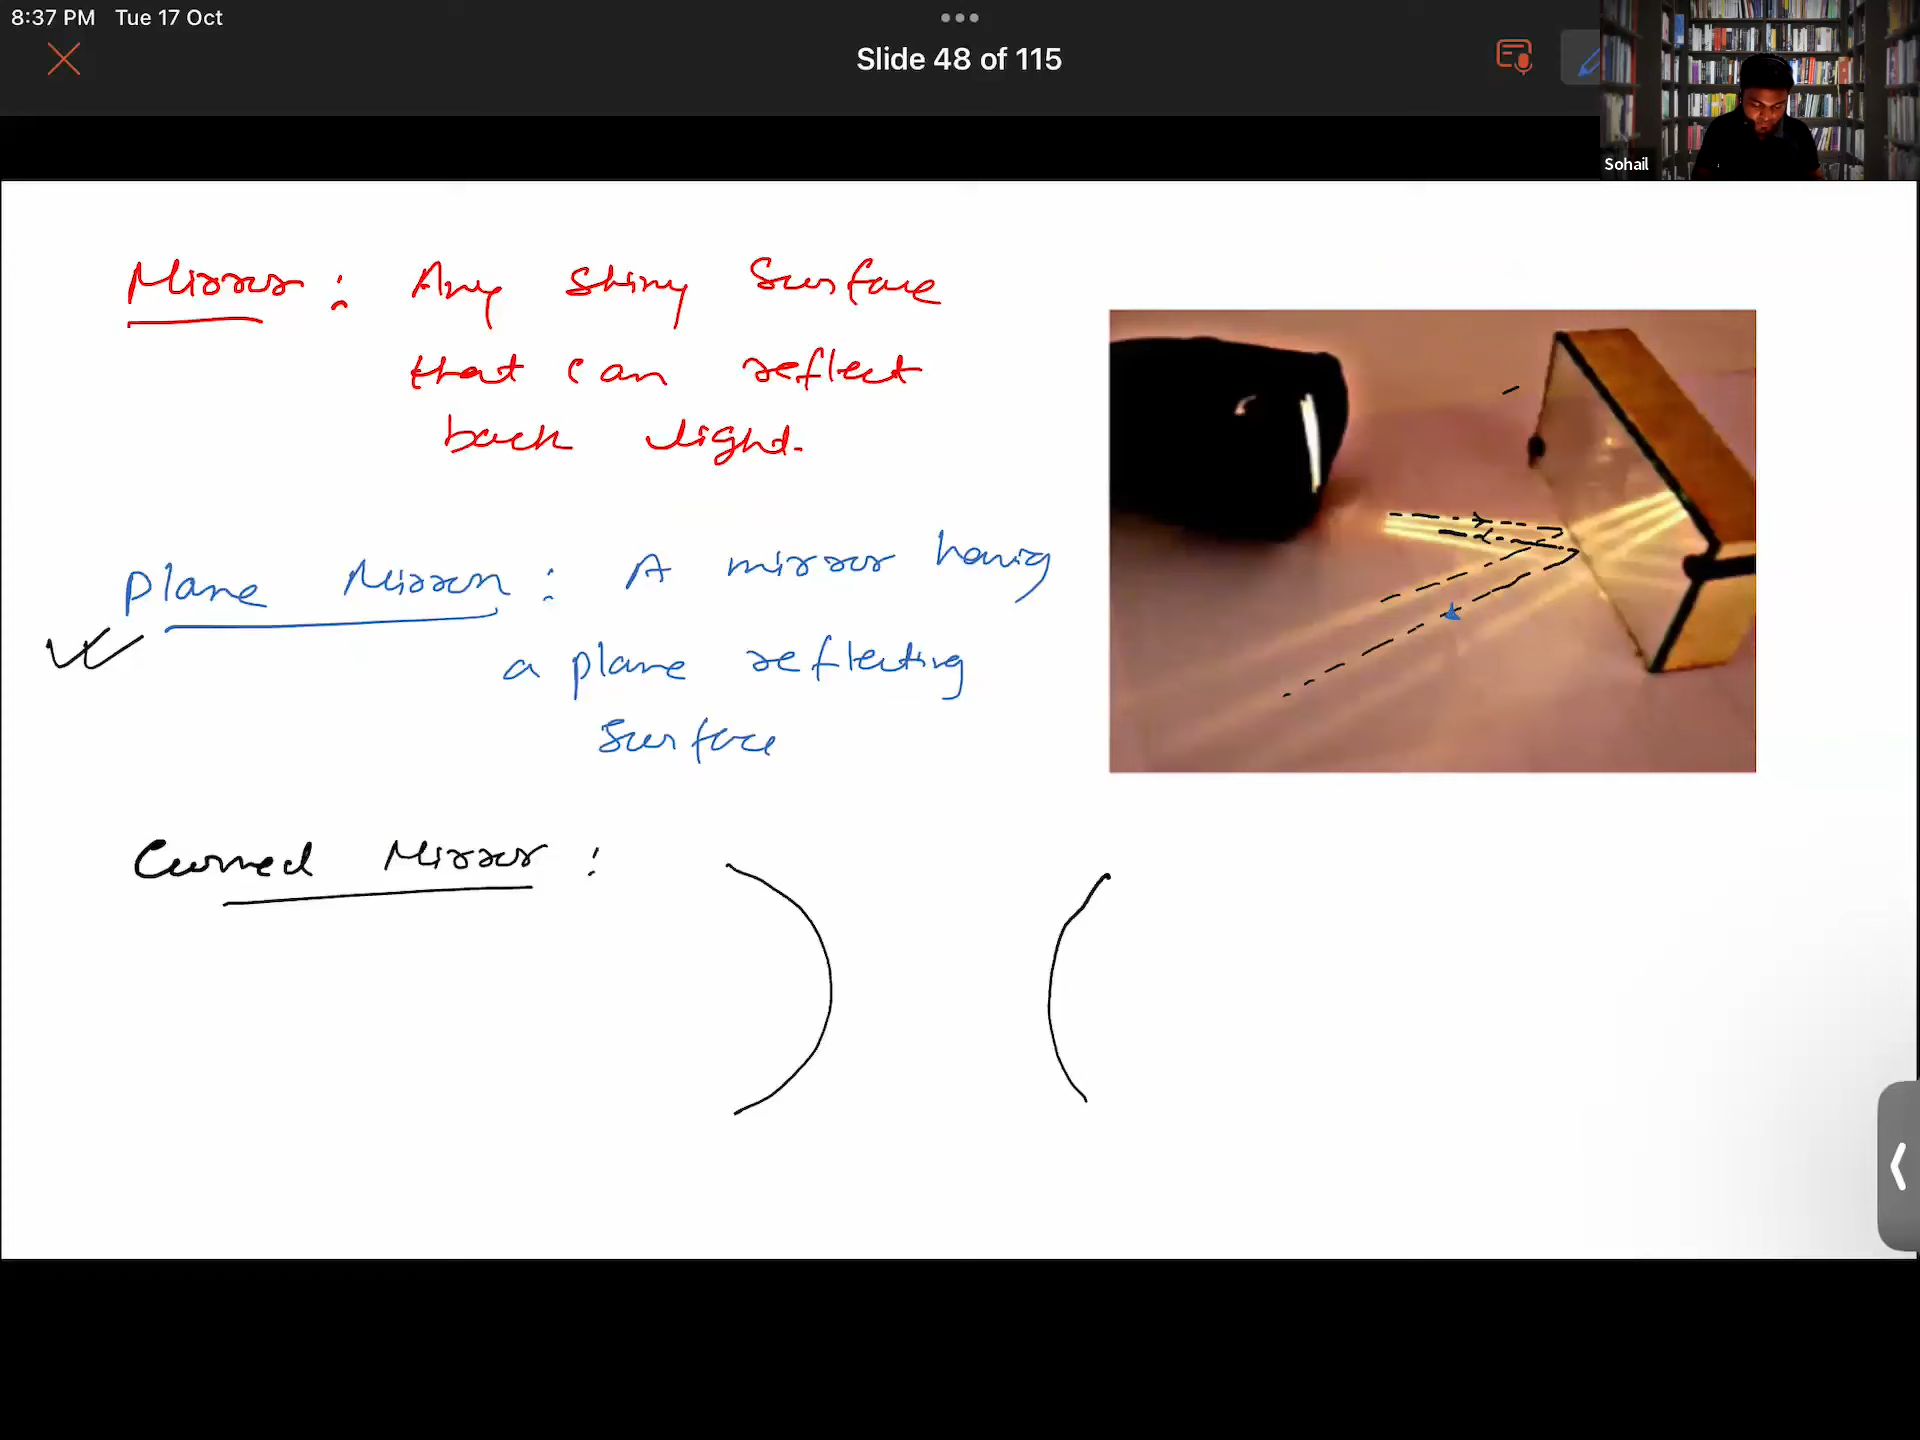 8:37 PM Tue 17 Oct
Slide 48 of 115
Sohail
Mirror : Any shiny surface
that can reflect
back light.
Plane Mirror : A mirror having
a plane reflecting
surface
Curved Mirror :